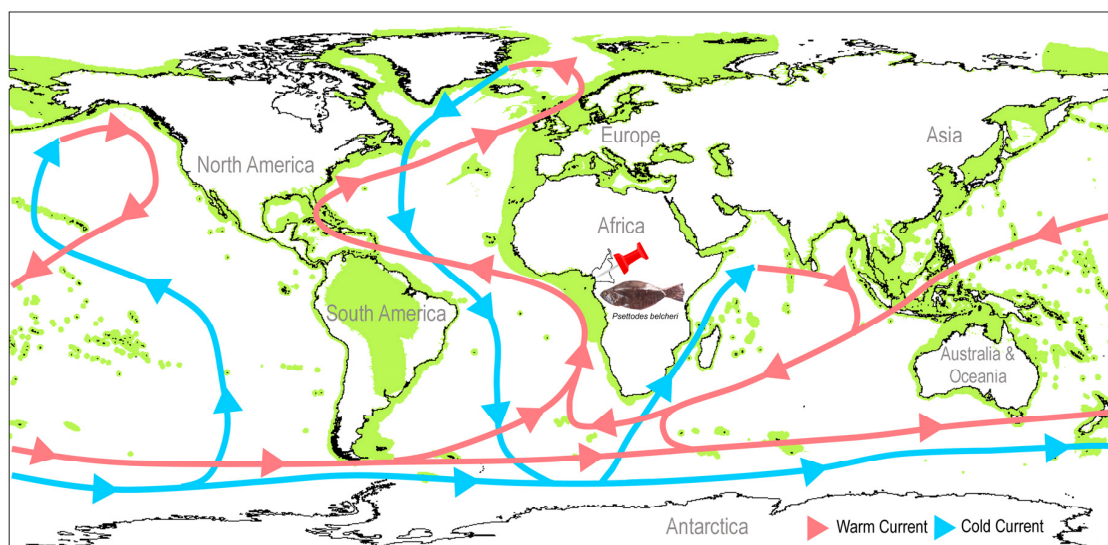 North America
Europe
Asia
Africa
Psettodes belcheri
South America
Australia &
Oceania
Antarctica
Warm Current
Cold Current